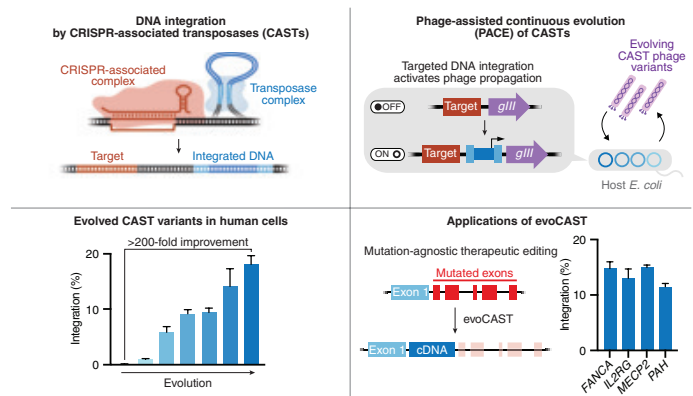 DNA integration
by CRISPR-associated transposases (CASTs)
CRISPR-associated
complex
Transposase
complex
Target
Integrated DNA
Phage-assisted continuous evolution
(PACE) of CASTs
Targeted DNA integration
activates phage propagation
Evolving
CAST phage
variants
OFF
Target
gIII
ON
Target
gIII
Host E. coli
Evolved CAST variants in human cells
>200-fold improvement
Integration (%)
20
10
0
Evolution
Applications of evoCAST
Mutation-agnostic therapeutic editing
Mutated exons
Exon 1
evoCAST
Exon 1
cDNA
Integration (%)
20
10
0
FANCA
IL2RG
MECP2
PAH